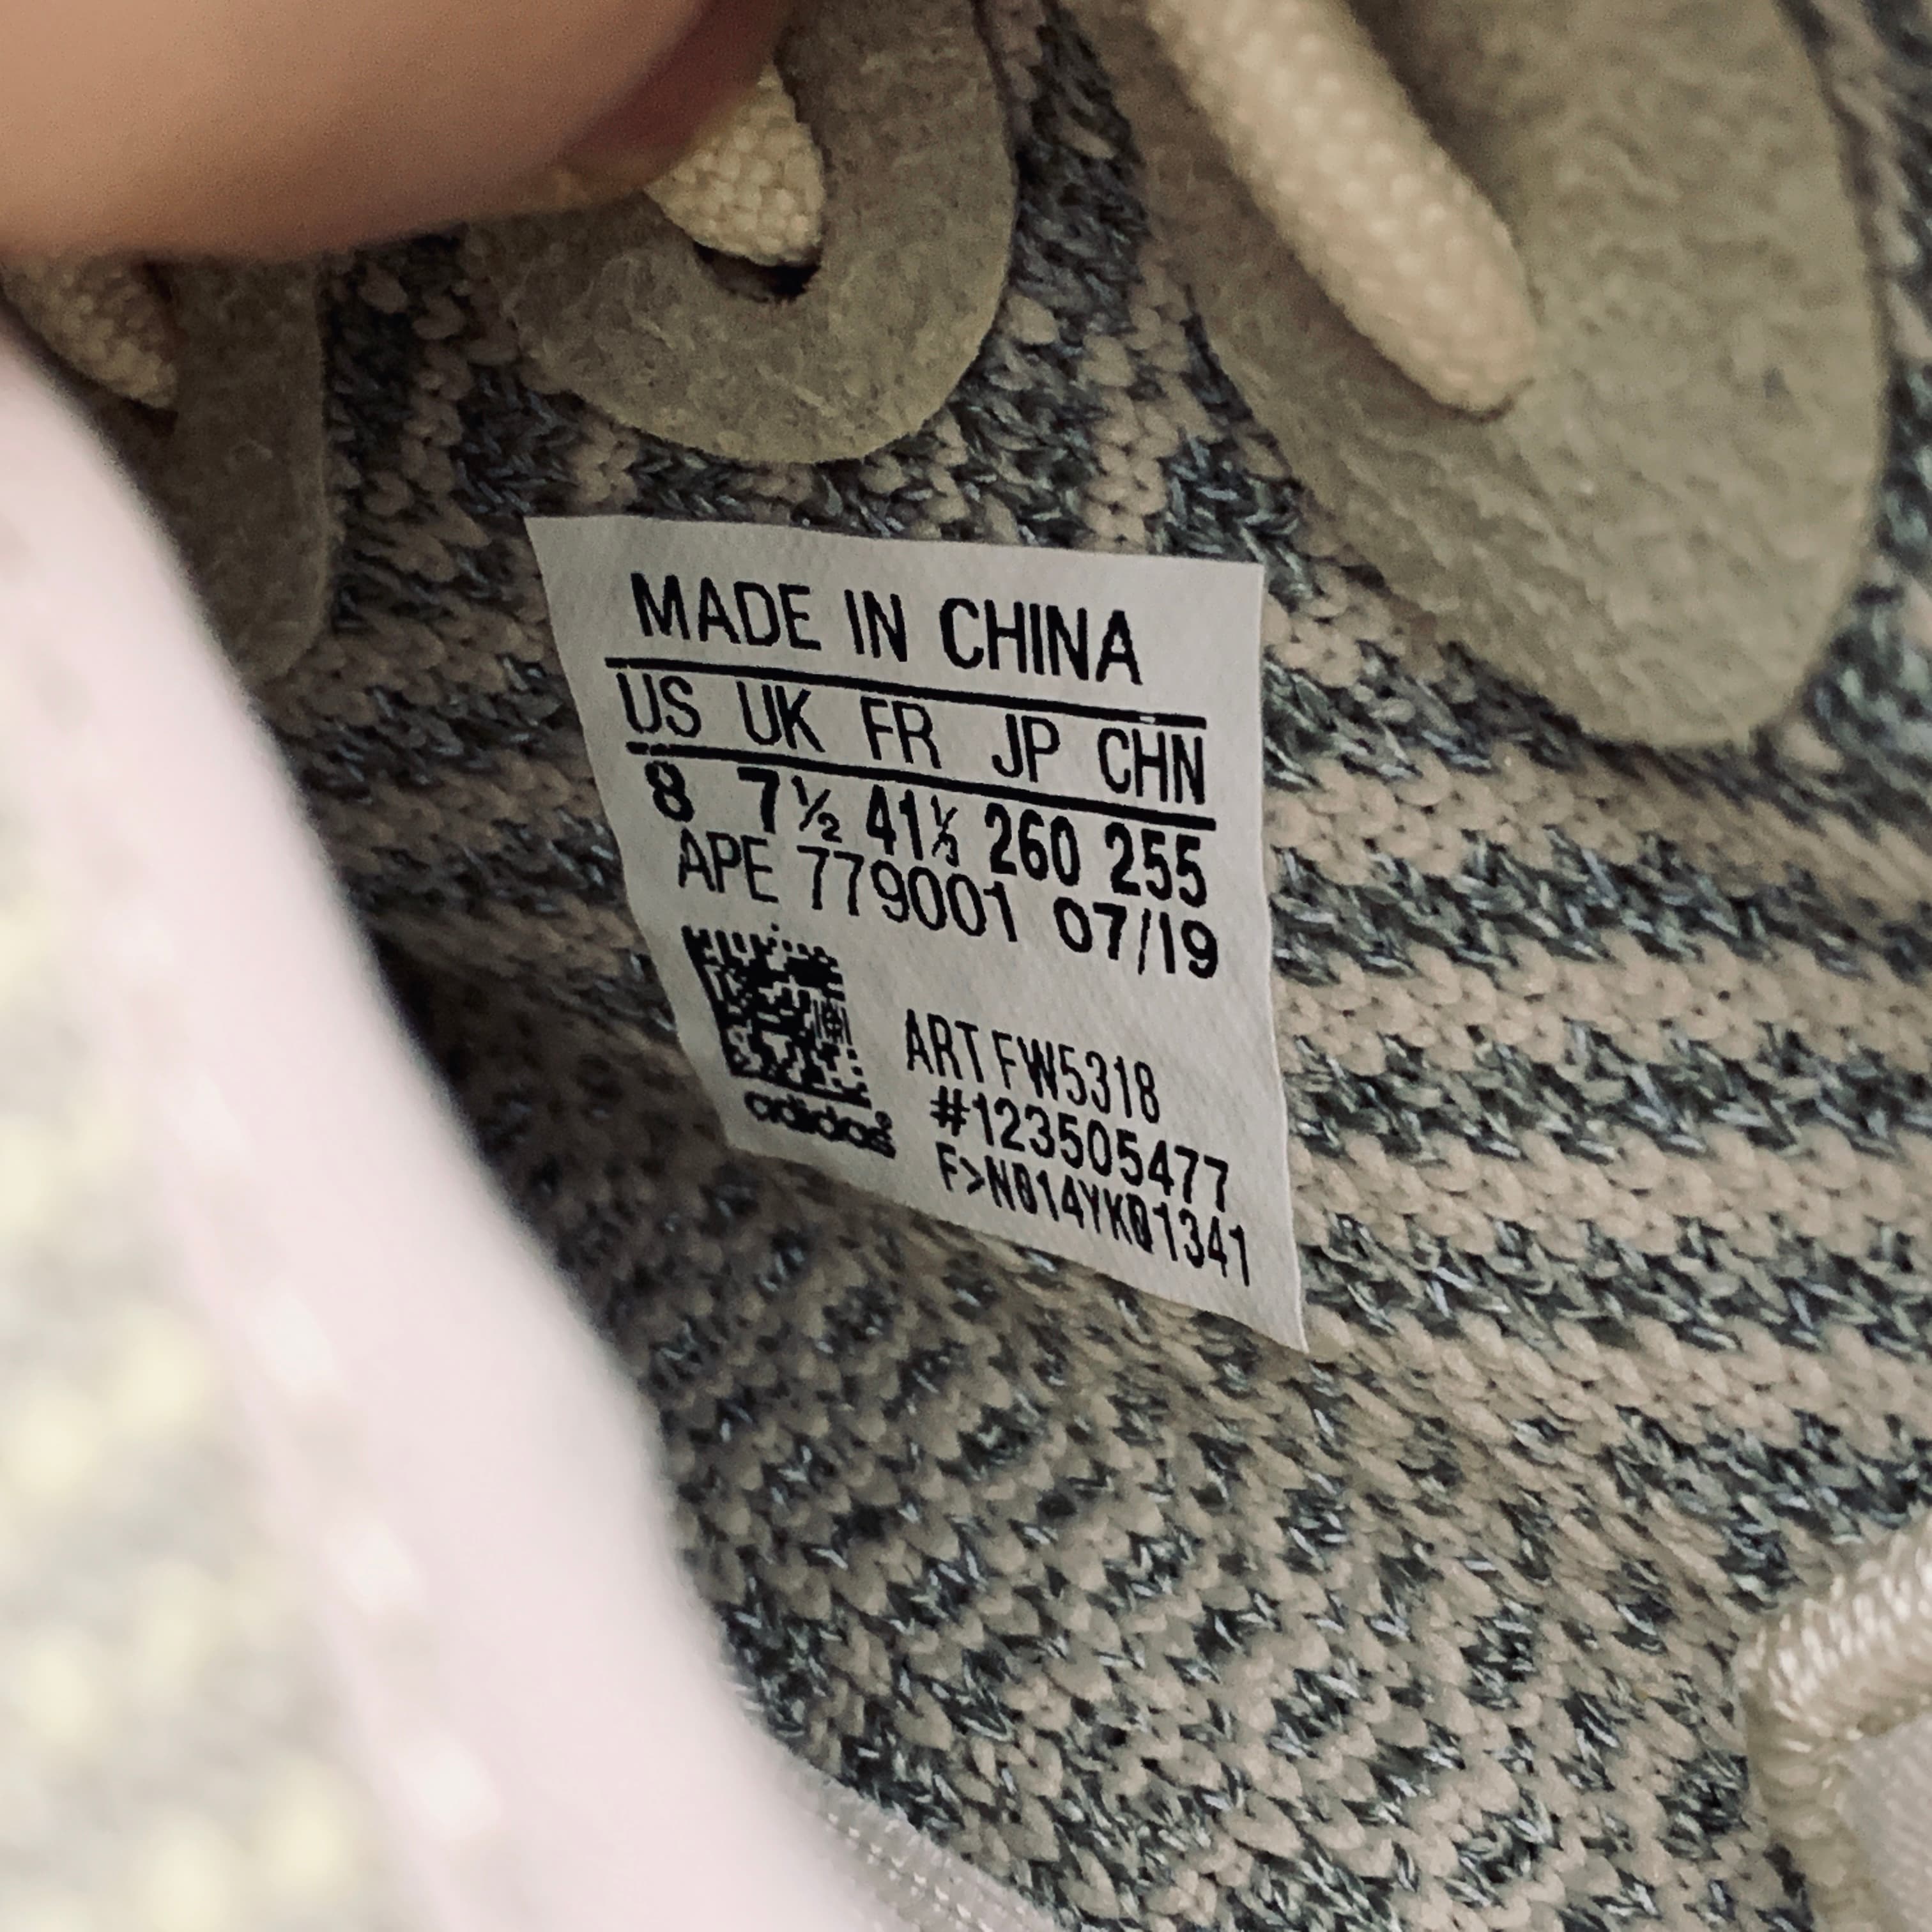 MADE IN CHINA
US UK FR JP CHN
8 7½ 41⅓ 260 255
APE 779001 07/19
ART FW5318
#123505477
F>N014YK01341
adidas